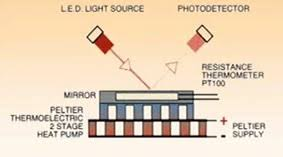 L.E.D. LIGHT SOURCE
PHOTODETECTOR
RESISTANCE
THERMOMETER
PT100
MIRROR
PELTIER
THERMOELECTRIC
2 STAGE
HEAT PUMP
+
-
PELTIER
SUPPLY